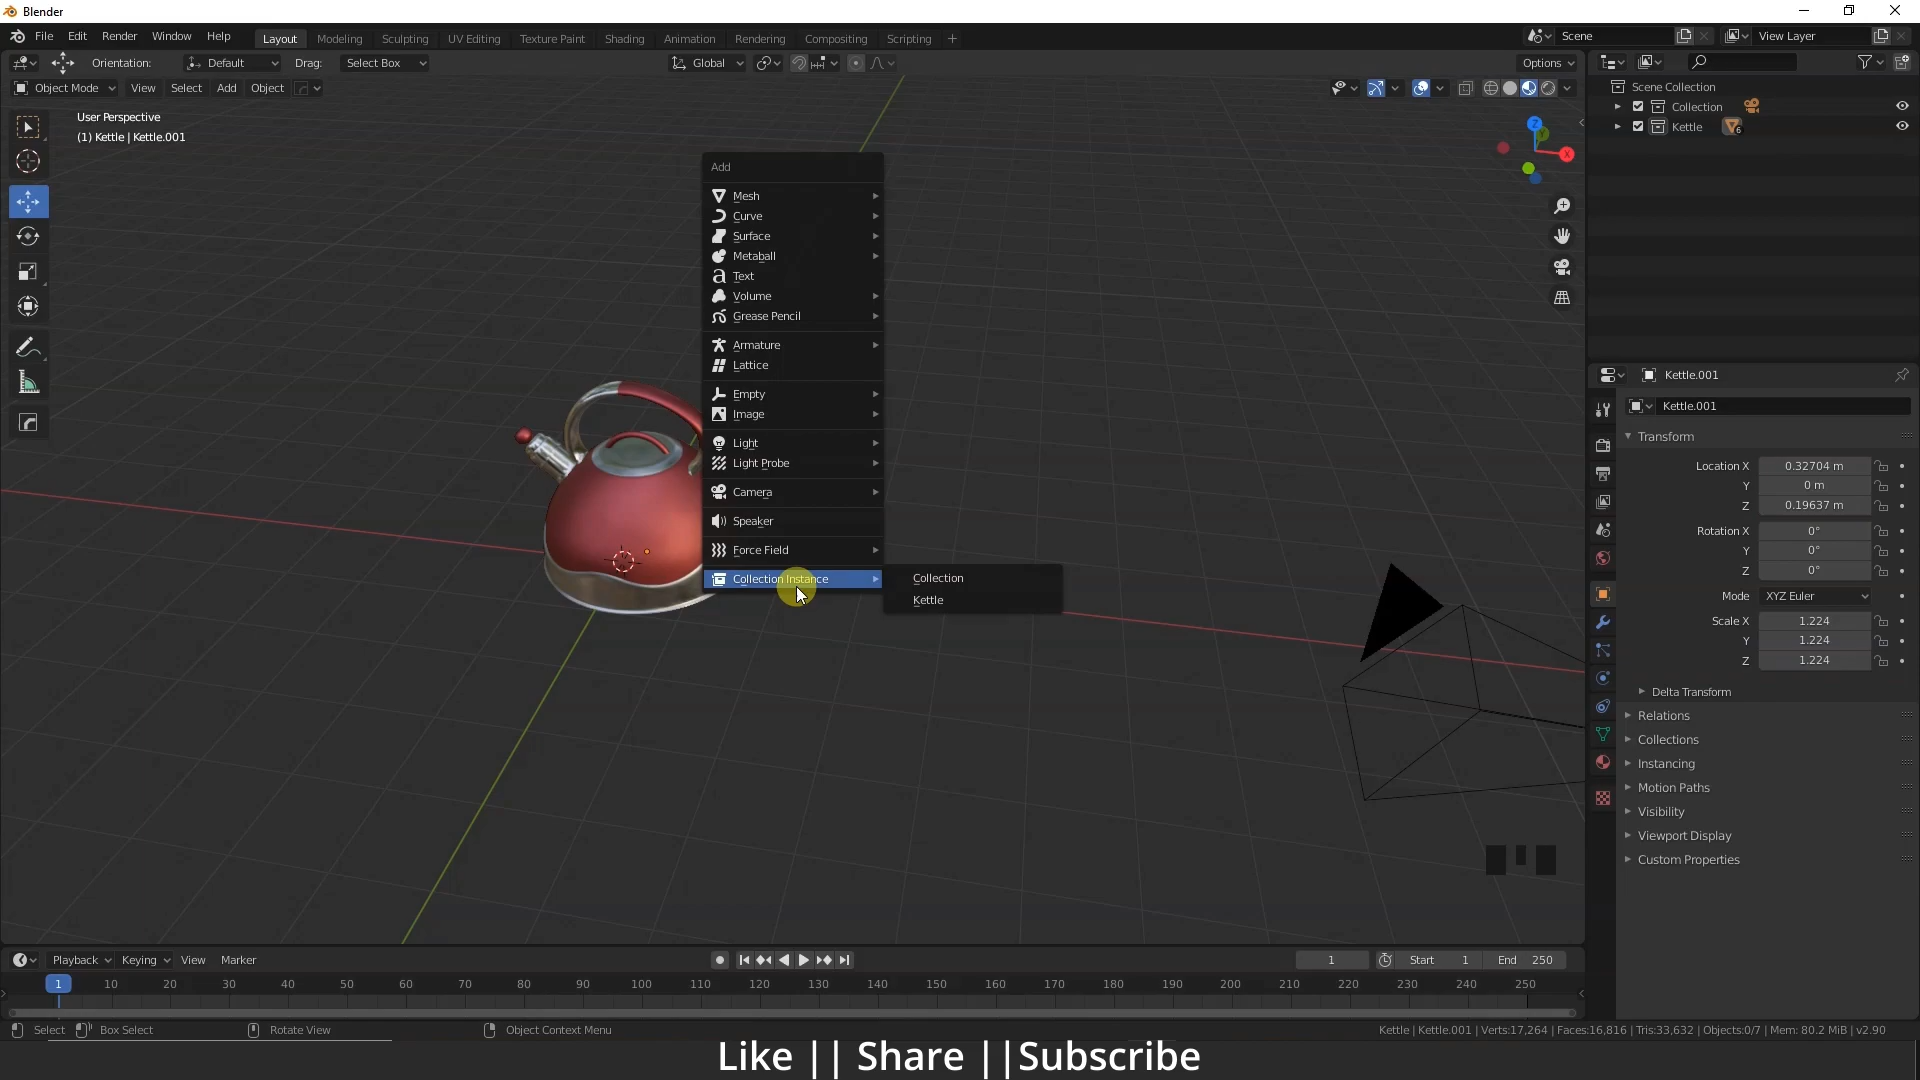 Blender
File Edit Render Window Help Layout Modeling Sculpting UV Editing Texture Paint Shading Animation Rendering Compositing Scripting + Scene View Layer
Orientation: Default Drag: Select Box Global Options
Object Mode View Select Add Object
User Perspective
(1) Kettle | Kettle.001
Z
Y
X
Add
Mesh
Curve
Surface
Metaball
Text
Volume
Grease Pencil
Armature
Lattice
Empty
Image
Light
Light Probe
Camera
Speaker
Force Field
Collection Instance
Collection
Kettle
Scene Collection
Collection
Kettle 6
Kettle.001
Kettle.001
Transform
Location X 0.32704 m
Y 0 m
Z 0.19637 m
Rotation X 0°
Y 0°
Z 0°
Mode XYZ Euler
Scale X 1.224
Y 1.224
Z 1.224
Delta Transform
Relations
Collections
Instancing
Motion Paths
Visibility
Viewport Display
Custom Properties
Playback Keying View Marker 1 Start 1 End 250
1 10 20 30 40 50 60 70 80 90 100 110 120 130 140 150 160 170 180 190 200 210 220 230 240 250
Select Box Select Rotate View Object Context Menu Kettle | Kettle.001 | Verts:17,264 | Faces:16,816 | Tris:33,632 | Objects:0/7 | Mem: 80.2 MiB | v2.90
Like || Share ||Subscribe